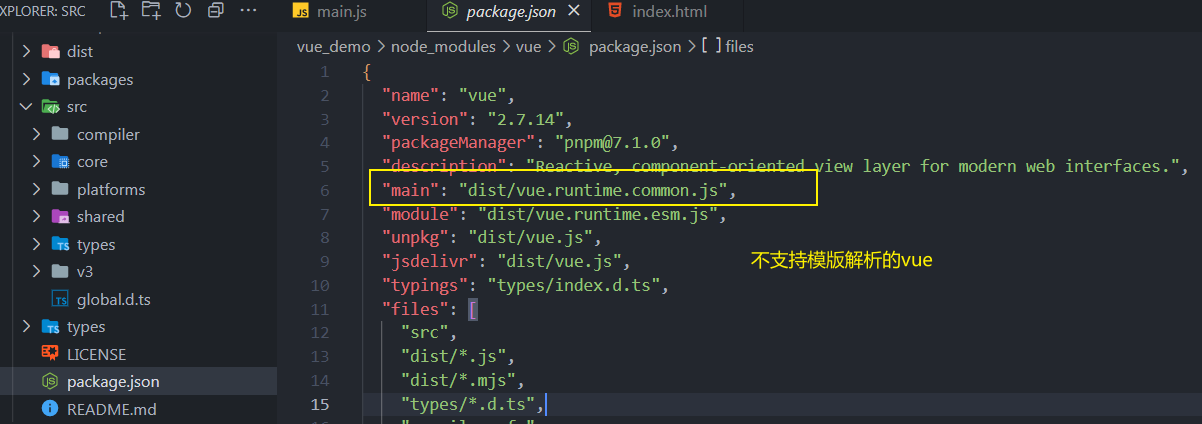 XPLORER: SRC
main.js
package.json
index.html
vue_demo > node_modules > vue > package.json > [ ] files
dist
packages
src
compiler
core
platforms
shared
types
v3
global.d.ts
types
LICENSE
package.json
README.md
1 {
2 "name": "vue",
3 "version": "2.7.14",
4 "packageManager": "pnpm@7.1.0",
5 "description": "Reactive, component-oriented view layer for modern web interfaces.",
6 "main": "dist/vue.runtime.common.js",
7 "module": "dist/vue.runtime.esm.js",
8 "unpkg": "dist/vue.js",
9 "jsdelivr": "dist/vue.js",
10 "typings": "types/index.d.ts",
11 "files": [
12 "src",
13 "dist/*.js",
14 "dist/*.mjs",
15 "types/*.d.ts",
不支持模版解析的vue